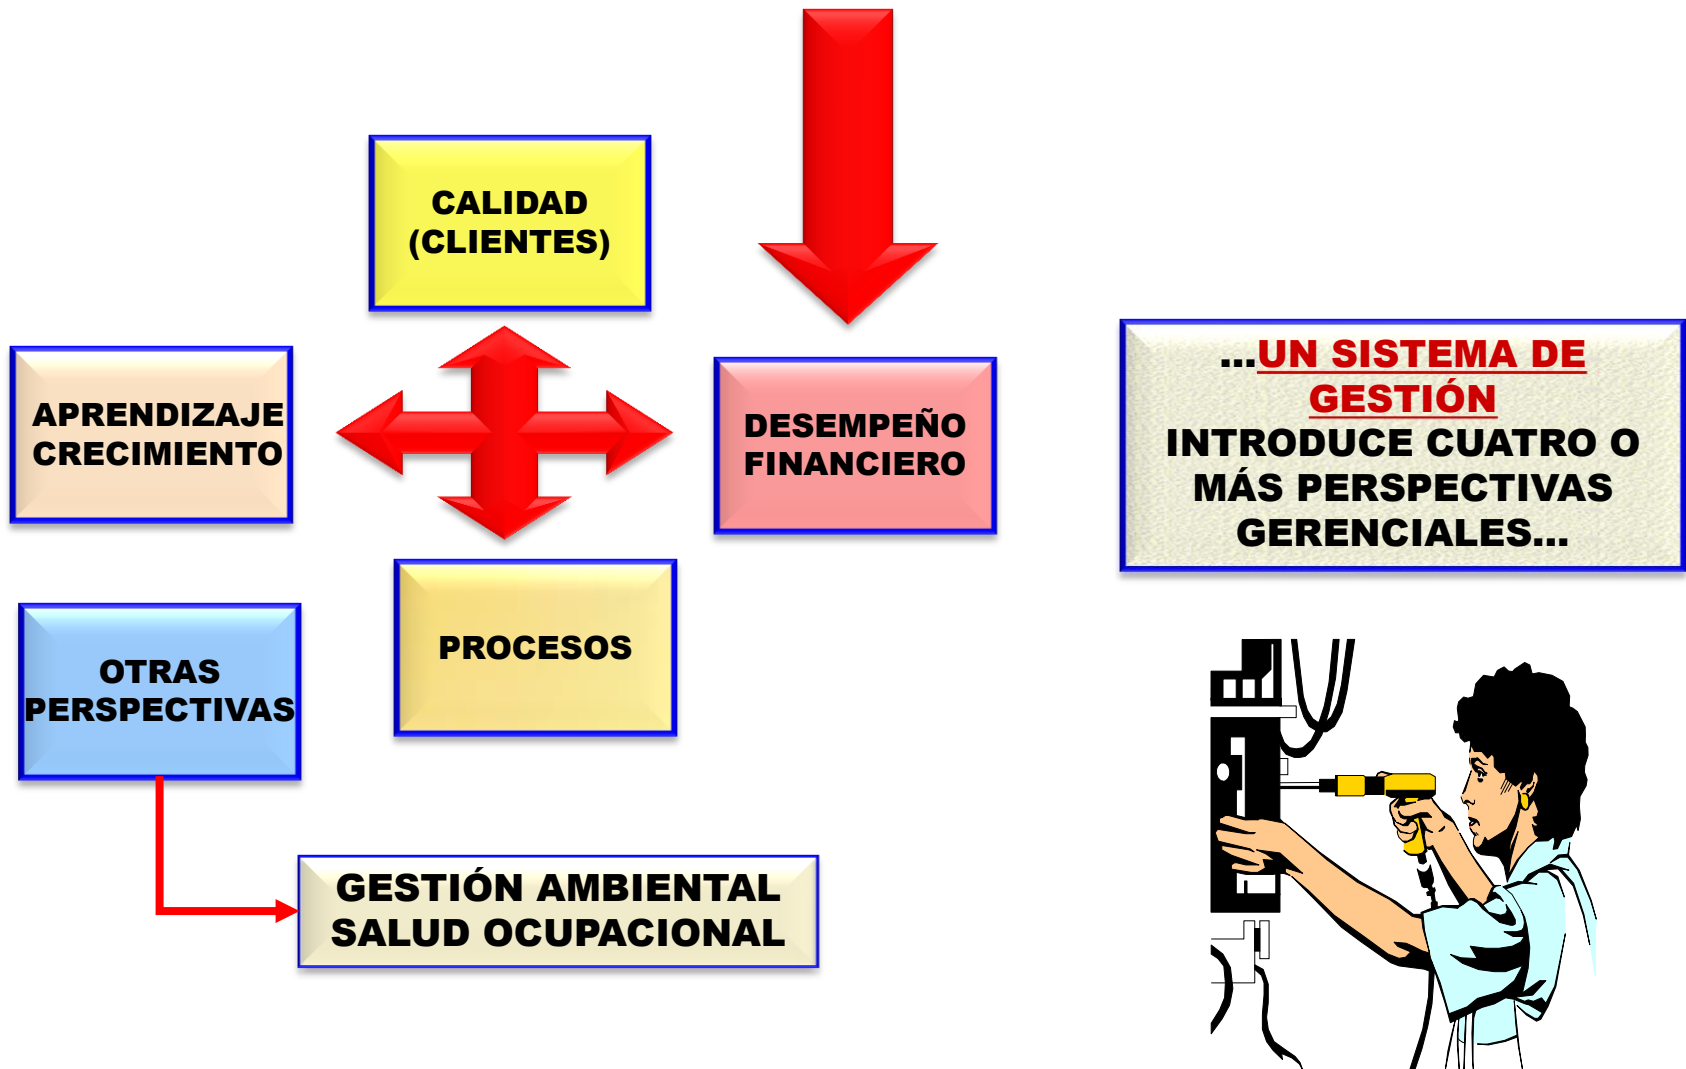 CALIDAD
(CLIENTES)
APRENDIZAJE
CRECIMIENTO
DESEMPEÑO
FINANCIERO
...UN SISTEMA DE
GESTIÓN
INTRODUCE CUATRO O
MÁS PERSPECTIVAS
GERENCIALES...
PROCESOS
OTRAS
PERSPECTIVAS
GESTIÓN AMBIENTAL
SALUD OCUPACIONAL